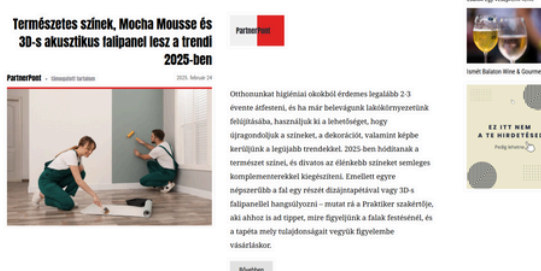 Természetes színek, Mocha Mousse és
3D-s akusztikus falipanel lesz a trendi
2025-ben
PartnerPont - Támogatott tartalom
2025. február 24
PartnerPont
Otthonunkat higiéniai okokból érdemes legalább 2-3
évente átfesteni, és ha már belevágunk lakókörnyezetünk
felújításába, használjuk ki a lehetőséget, hogy
újragondoljuk a színeket, a dekorációt, valamint képbe
kerüljünk a legújabb trendekkel. 2025-ben hódítanak a
természet színei, és divatos az élénkebb színeket semleges
komplementerekkel kiegészíteni. Emellett egyre
népszerűbb a fal egy részét dizájntapétával vagy 3D-s
falipanellel hangsúlyozni – mutat rá a Praktiker szakértője,
aki ahhoz is ad tippet, mire figyeljünk a falak festésénél, és
a tapéta mely tulajdonságait vegyük figyelembe
vásárláskor.
Bővebben
Ismét Balaton Wine & Gourme
EZ ITT NEM
A TE HIRDETÉSE
Pedig lehetne